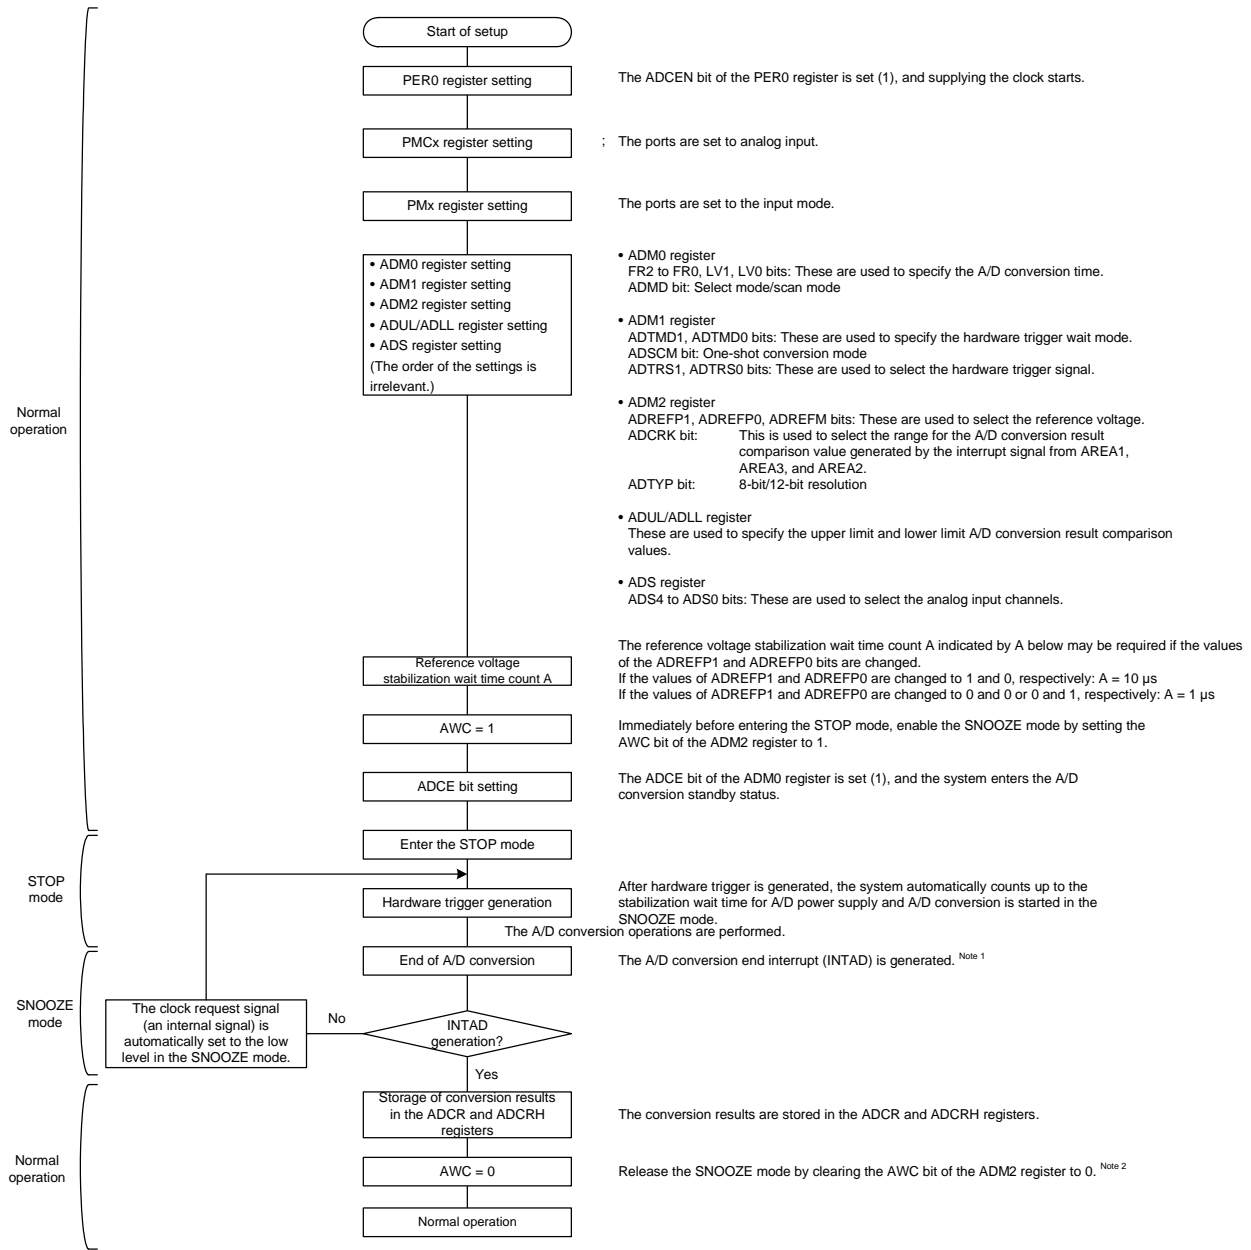 Start of setup
PER0 register setting
The ADCEN bit of the PER0 register is set (1), and supplying the clock starts.
PMCx register setting
; The ports are set to analog input.
PMx register setting
The ports are set to the input mode.
• ADM0 register setting
• ADM1 register setting
• ADM2 register setting
• ADUL/ADLL register setting
• ADS register setting
(The order of the settings is
irrelevant.)
• ADM0 register
FR2 to FR0, LV1, LV0 bits: These are used to specify the A/D conversion time.
ADMD bit: Select mode/scan mode
• ADM1 register
ADTMD1, ADTMD0 bits: These are used to specify the hardware trigger wait mode.
ADSCM bit: One-shot conversion mode
ADTRS1, ADTRS0 bits: These are used to select the hardware trigger signal.
• ADM2 register
ADREFP1, ADREFP0, ADREFM bits: These are used to select the reference voltage.
ADCRK bit: This is used to select the range for the A/D conversion result
comparison value generated by the interrupt signal from AREA1,
AREA3, and AREA2.
ADTYP bit: 8-bit/12-bit resolution
• ADUL/ADLL register
These are used to specify the upper limit and lower limit A/D conversion result comparison
values.
• ADS register
ADS4 to ADS0 bits: These are used to select the analog input channels.
Normal
operation
Reference voltage
stabilization wait time count A
The reference voltage stabilization wait time count A indicated by A below may be required if the values
of the ADREFP1 and ADREFP0 bits are changed.
If the values of ADREFP1 and ADREFP0 are changed to 1 and 0, respectively: A = 10 µs
If the values of ADREFP1 and ADREFP0 are changed to 0 and 0 or 0 and 1, respectively: A = 1 µs
AWC = 1
Immediately before entering the STOP mode, enable the SNOOZE mode by setting the
AWC bit of the ADM2 register to 1.
ADCE bit setting
The ADCE bit of the ADM0 register is set (1), and the system enters the A/D
conversion standby status.
Enter the STOP mode
STOP
mode
Hardware trigger generation
After hardware trigger is generated, the system automatically counts up to the
stabilization wait time for A/D power supply and A/D conversion is started in the
SNOOZE mode.
The A/D conversion operations are performed.
End of A/D conversion
The A/D conversion end interrupt (INTAD) is generated. Note 1
SNOOZE
mode
The clock request signal
(an internal signal) is
automatically set to the low
level in the SNOOZE mode.
No
INTAD
generation?
Yes
Storage of conversion results
in the ADCR and ADCRH
registers
The conversion results are stored in the ADCR and ADCRH registers.
Normal
operation
AWC = 0
Release the SNOOZE mode by clearing the AWC bit of the ADM2 register to 0. Note 2
Normal operation